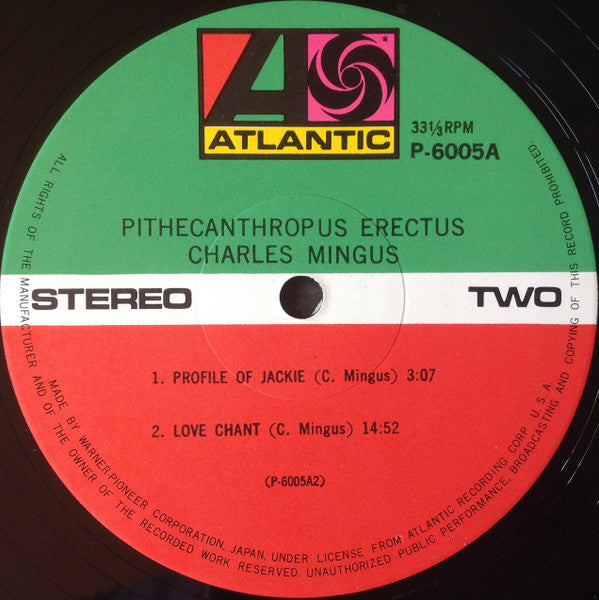 ATLANTIC
33⅓RPM
P-6005A
PITHECANTHROPUS ERECTUS
CHARLES MINGUS
STEREO
TWO
1. PROFILE OF JACKIE (C. Mingus) 3:07
2. LOVE CHANT (C. Mingus) 14:52
(P-6005A2)
ALL RIGHTS OF THE MANUFACTURER AND OF THE OWNER OF THE RECORDED WORK RESERVED. UNAUTHORIZED PUBLIC PERFORMANCE, BROADCASTING AND COPYING OF THIS RECORD PROHIBITED
MADE BY WARNER-PIONEER CORPORATION, JAPAN, UNDER LICENSE FROM ATLANTIC RECORDING CORP. U.S.A.